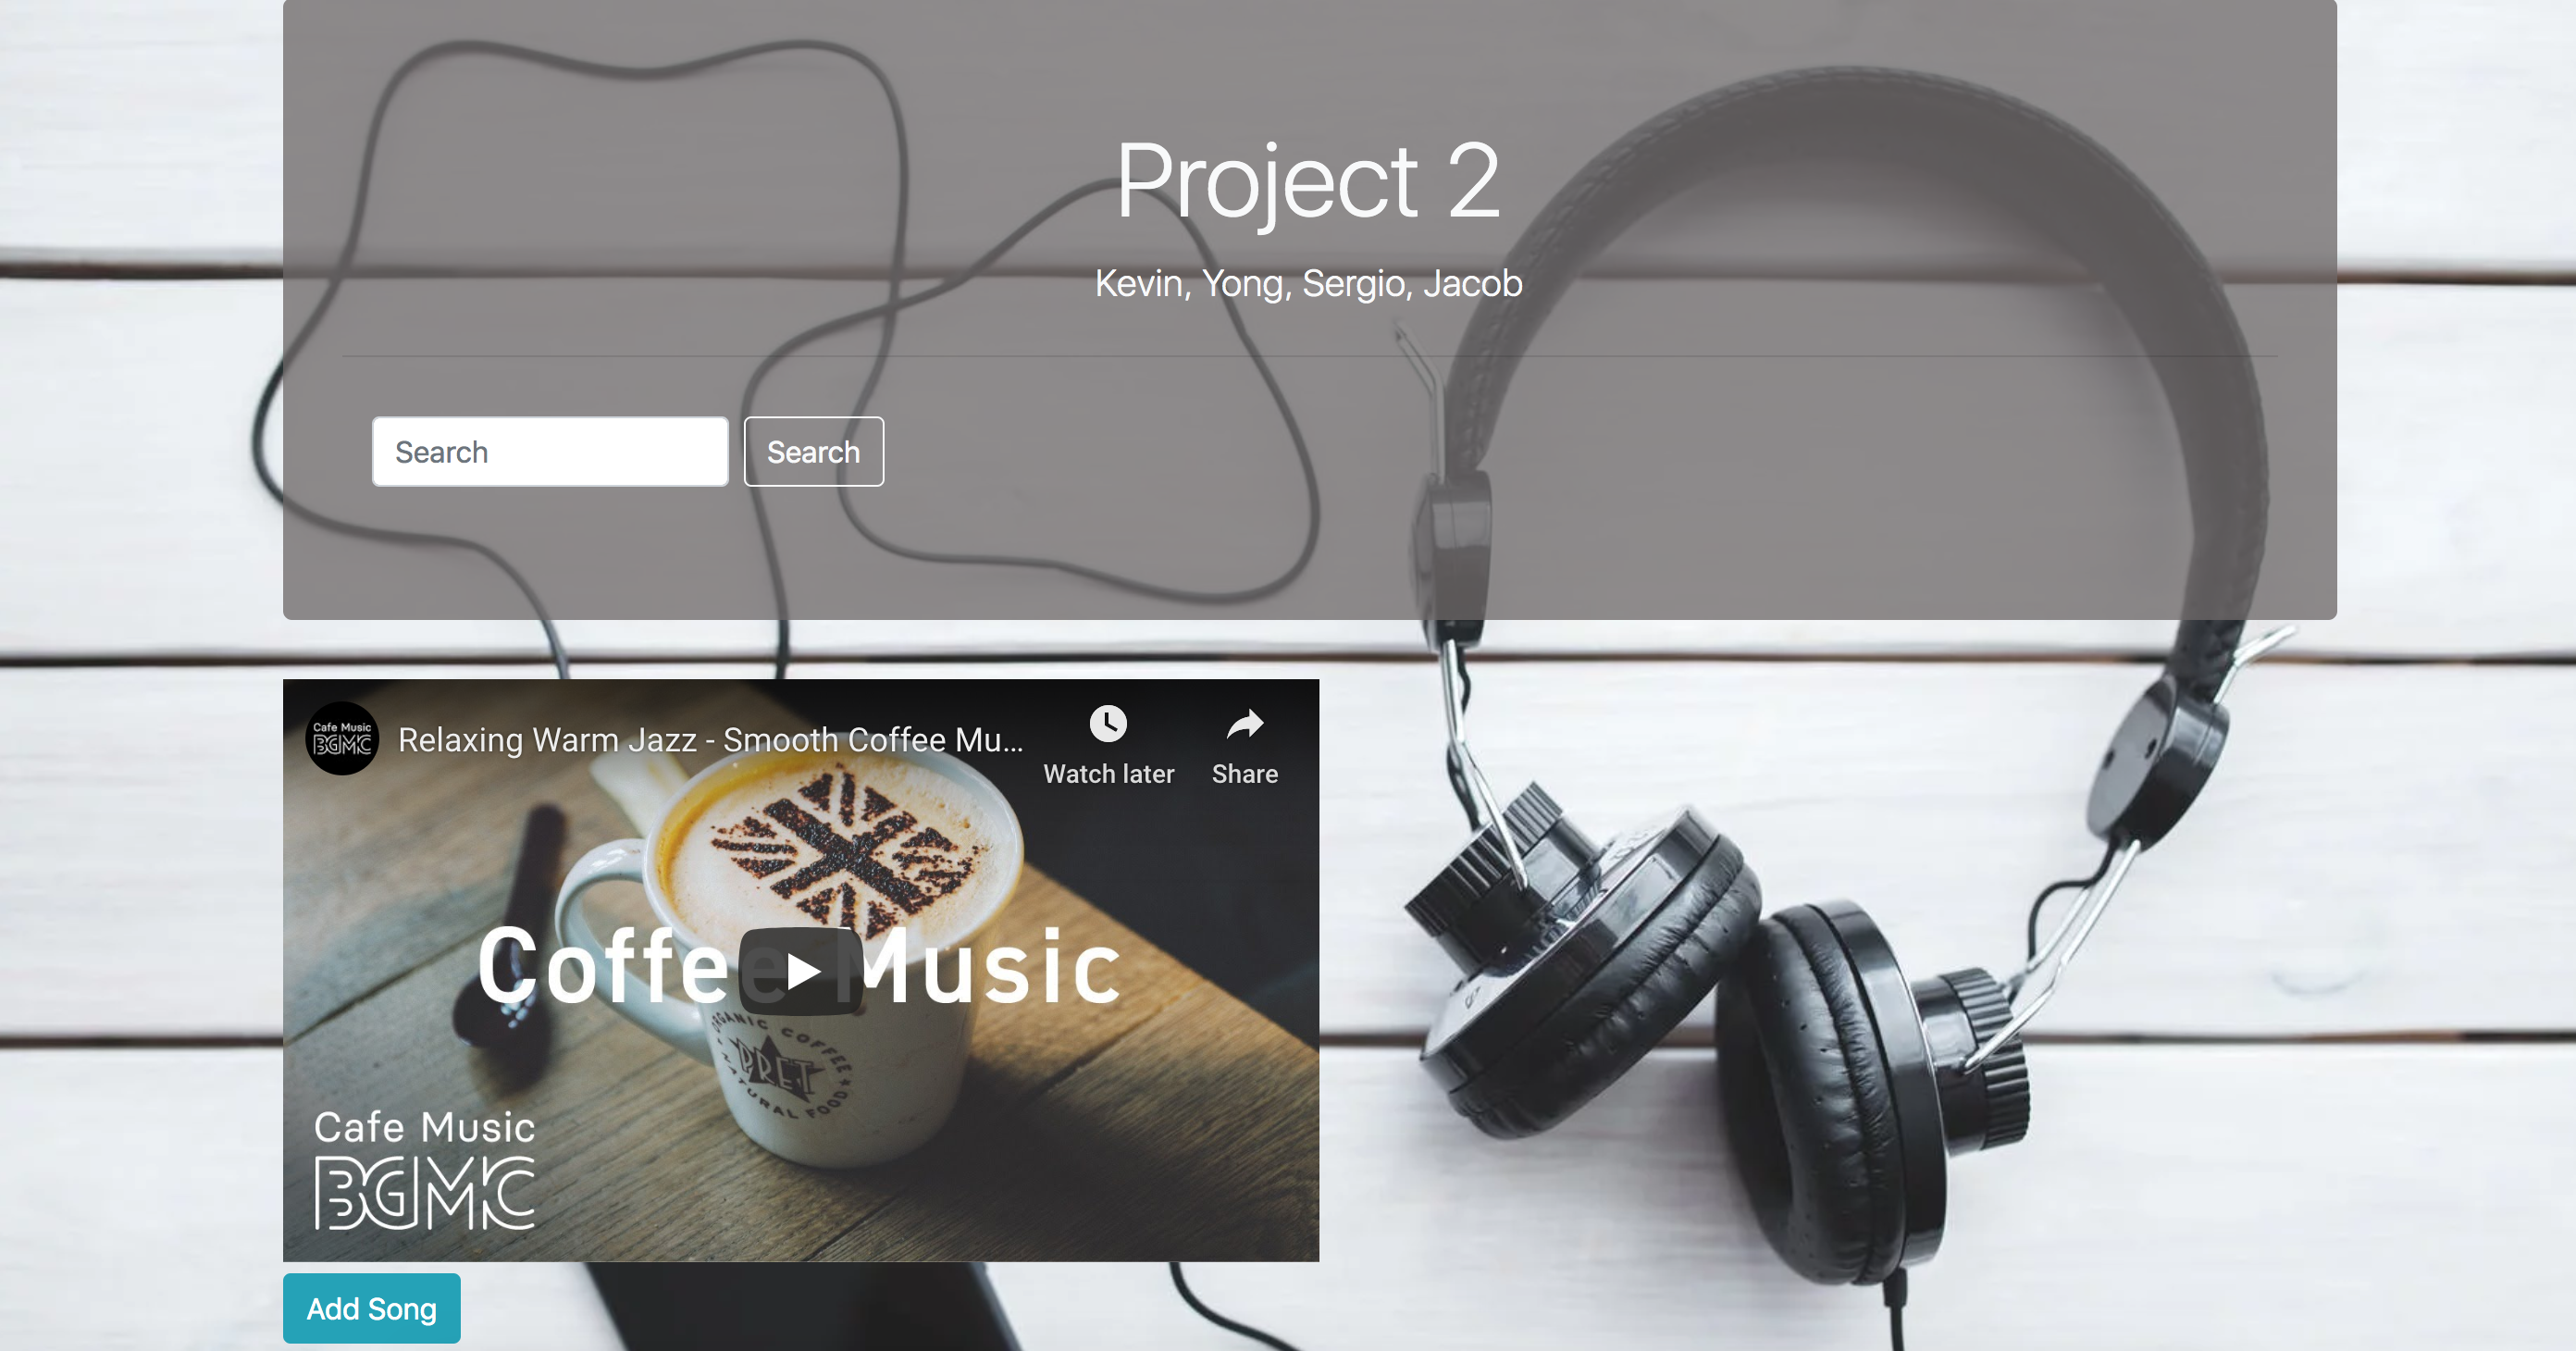 Project 2
Kevin, Yong, Sergio, Jacob
Search
Search
Cafe Music
BGMC
Relaxing Warm Jazz - Smooth Coffee Mu...
Watch later
Share
Coffee Music
ORGANIC COFFEE
PRET
NATURAL FOOD
Cafe Music
BGMC
Add Song